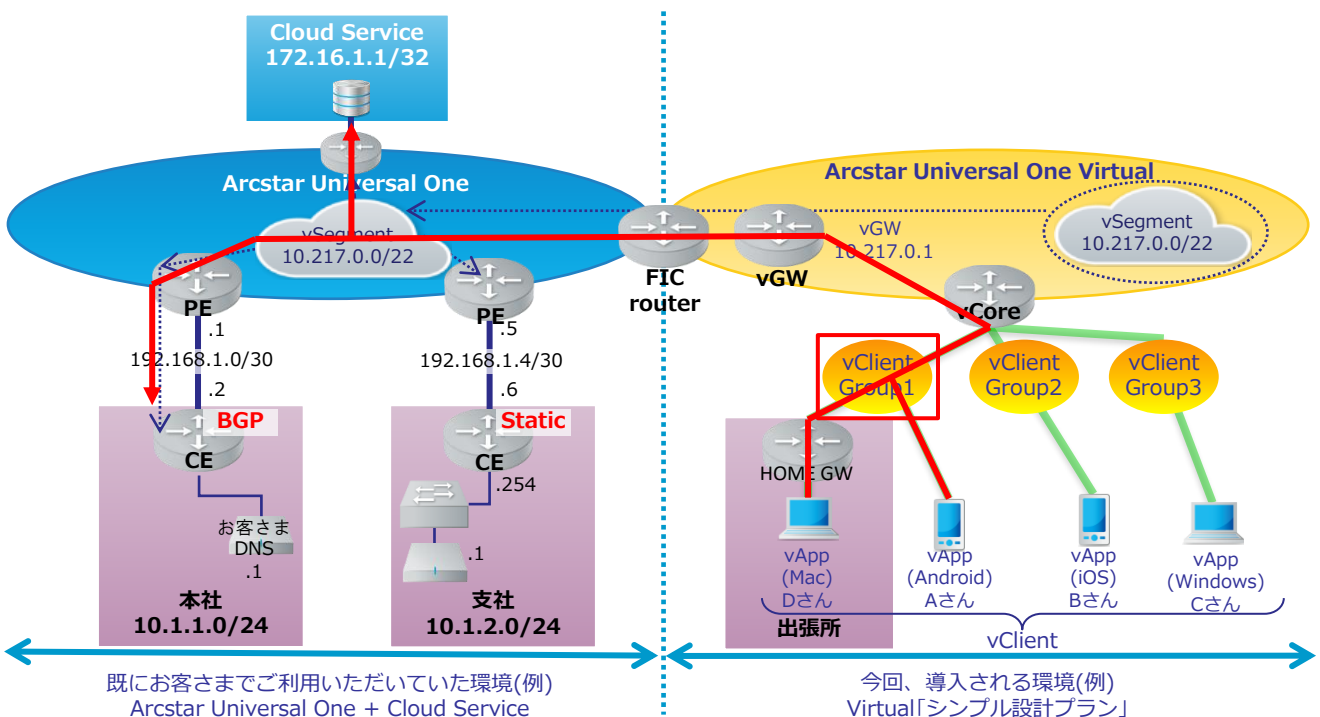 Cloud Service
172.16.1.1/32
Arcstar Universal One
vSegment
10.217.0.0/22
PE
.1
192.168.1.0/30
.2
BGP
CE
お客さま
DNS
.1
本社
10.1.1.0/24
PE
.5
192.168.1.4/30
.6
Static
CE
.254
.1
支社
10.1.2.0/24
FIC
router
Arcstar Universal One Virtual
vGW
vGW
10.217.0.1
vSegment
10.217.0.0/22
vCore
vClient
Group1
vClient
Group2
vClient
Group3
HOME GW
vApp
(Mac)
Dさん
出張所
vApp
(Android)
Aさん
vApp
(iOS)
Bさん
vApp
(Windows)
Cさん
vClient
既にお客さまでご利用いただいていた環境(例)
Arcstar Universal One + Cloud Service
今回、導入される環境(例)
Virtual「シンプル設計プラン」